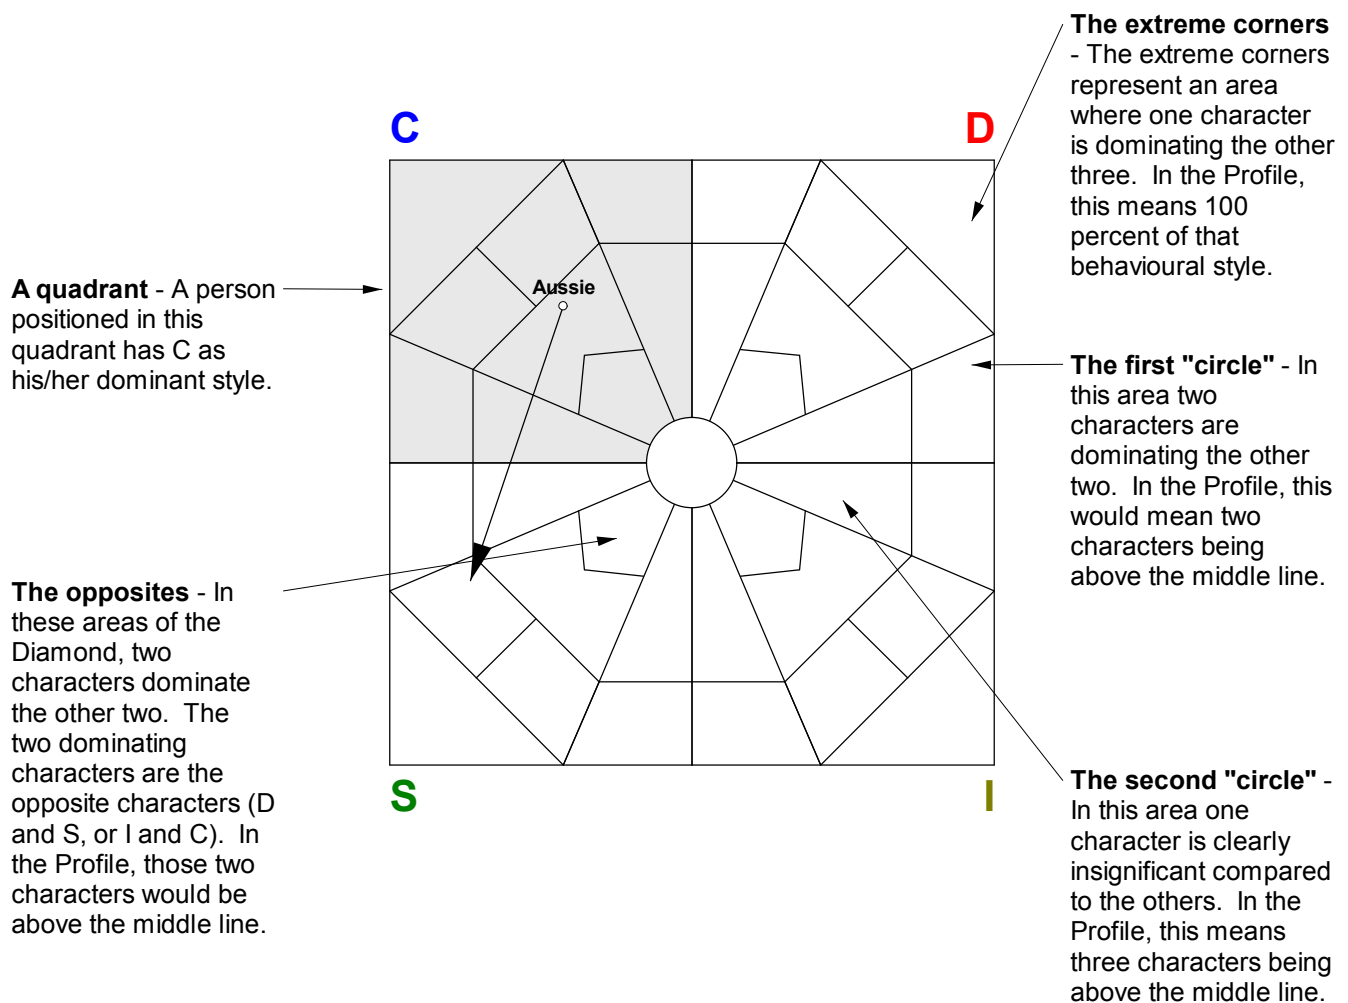 The extreme corners
- The extreme corners
represent an area
where one character
is dominating the other
three. In the Profile,
this means 100
percent of that
behavioural style.
C
D
A quadrant - A person
positioned in this
quadrant has C as
his/her dominant style.
Aussie
The first "circle" - In
this area two
characters are
dominating the other
two. In the Profile, this
would mean two
characters being
above the middle line.
The opposites - In
these areas of the
Diamond, two
characters dominate
the other two. The
two dominating
characters are the
opposite characters (D
and S, or I and C). In
the Profile, those two
characters would be
above the middle line.
S
I
The second "circle" -
In this area one
character is clearly
insignificant compared
to the others. In the
Profile, this means
three characters being
above the middle line.